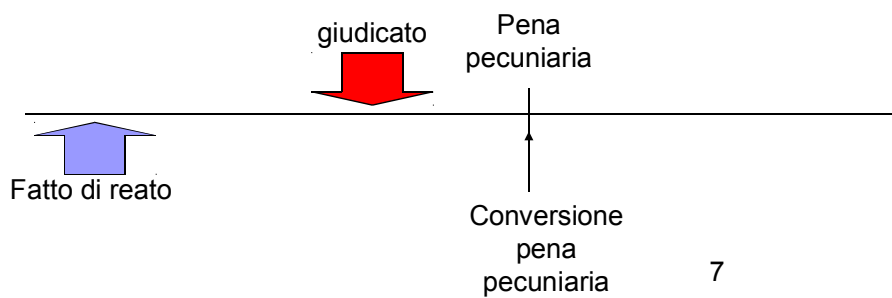 giudicato
Pena
pecuniaria
Fatto di reato
Conversione
pena
pecuniaria
7